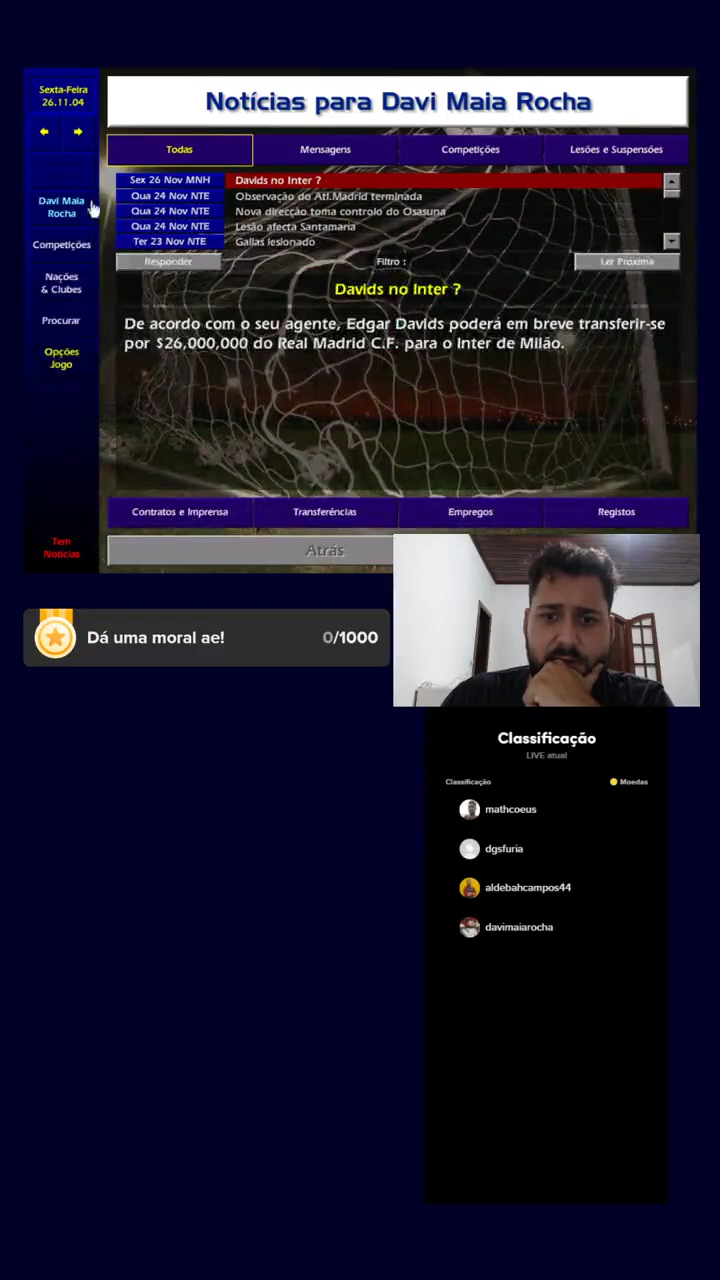 Sexta-Feira
26.11.04
Notícias para Davi Maia Rocha
Todas
Mensagens
Competições
Lesões e Suspensões
Sex 26 Nov MNH
Davids no Inter ?
Qua 24 Nov NTE
Observação do Atl.Madrid terminada
Qua 24 Nov NTE
Nova direcção toma controlo do Osasuna
Qua 24 Nov NTE
Lesão afecta Santamaria
Ter 23 Nov NTE
Gallas lesionado
Responder
Filtro :
Ler Próxima
Davi Maia
Rocha
Competições
Nações
& Clubes
Procurar
Opções
Jogo
Tem
Notícias
Davids no Inter ?
De acordo com o seu agente, Edgar Davids poderá em breve transferir-se
por $26,000,000 do Real Madrid C.F. para o Inter de Milão.
Contratos e Imprensa
Transferências
Empregos
Registos
Atrás
Dá uma moral ae!
0/1000
Classificação
LIVE atual
Classificação
Moedas
mathcoeus
dgsfuria
aldebahcampos44
davimaiarocha